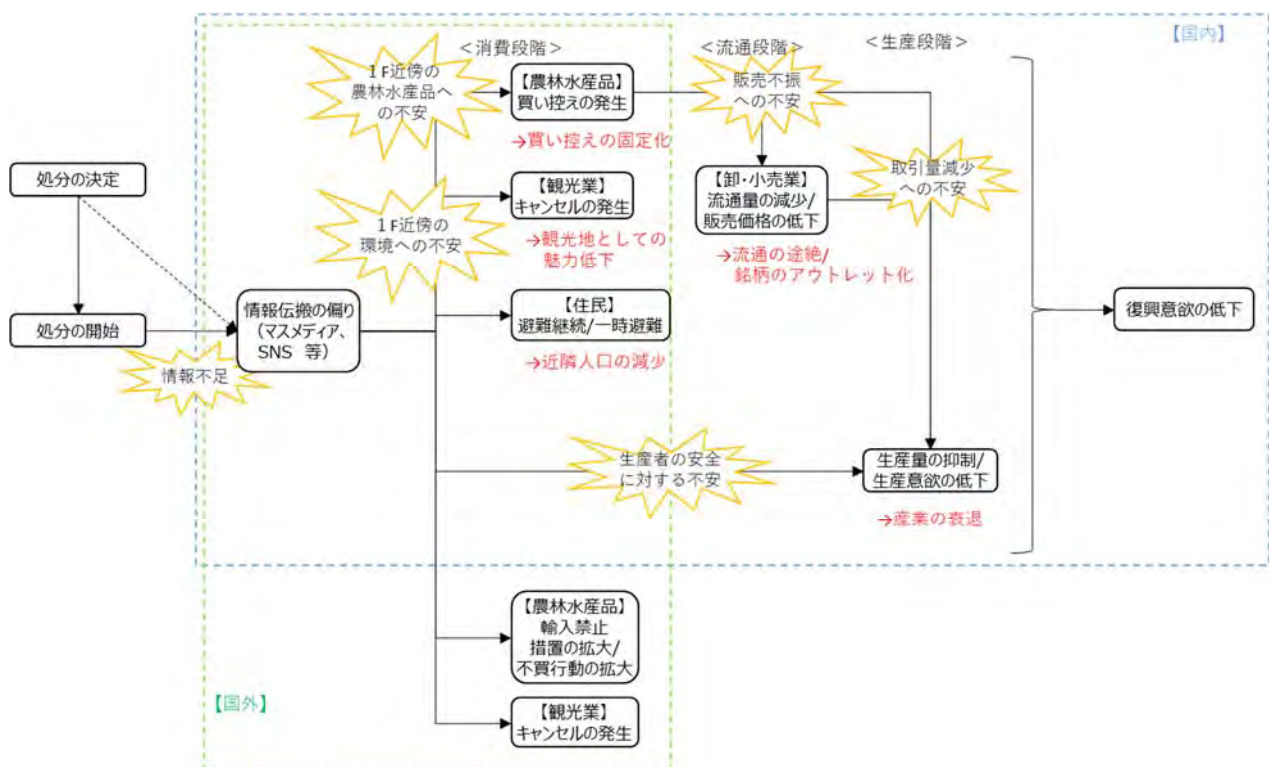 【国内】
＜消費段階＞
＜流通段階＞
＜生産段階＞
１F近傍の
農林水産品へ
の不安
【農林水産品】
買い控えの発生
→買い控えの固定化
販売不振
への不安
処分の決定
【観光業】
キャンセルの発生
→観光地としての
魅力低下
１F近傍の
環境への不安
【卸・小売業】
流通量の減少/
販売価格の低下
→流通の途絶/
銘柄のアウトレット化
取引量減少
への不安
処分の開始
情報不足
情報伝搬の偏り
（マスメディア、
SNS 等）
【住民】
避難継続/一時避難
→近隣人口の減少
復興意欲の低下
生産者の安全
に対する不安
生産量の抑制/
生産意欲の低下
→産業の衰退
【農林水産品】
輸入禁止
措置の拡大/
不買行動の拡大
【国外】
【観光業】
キャンセルの発生